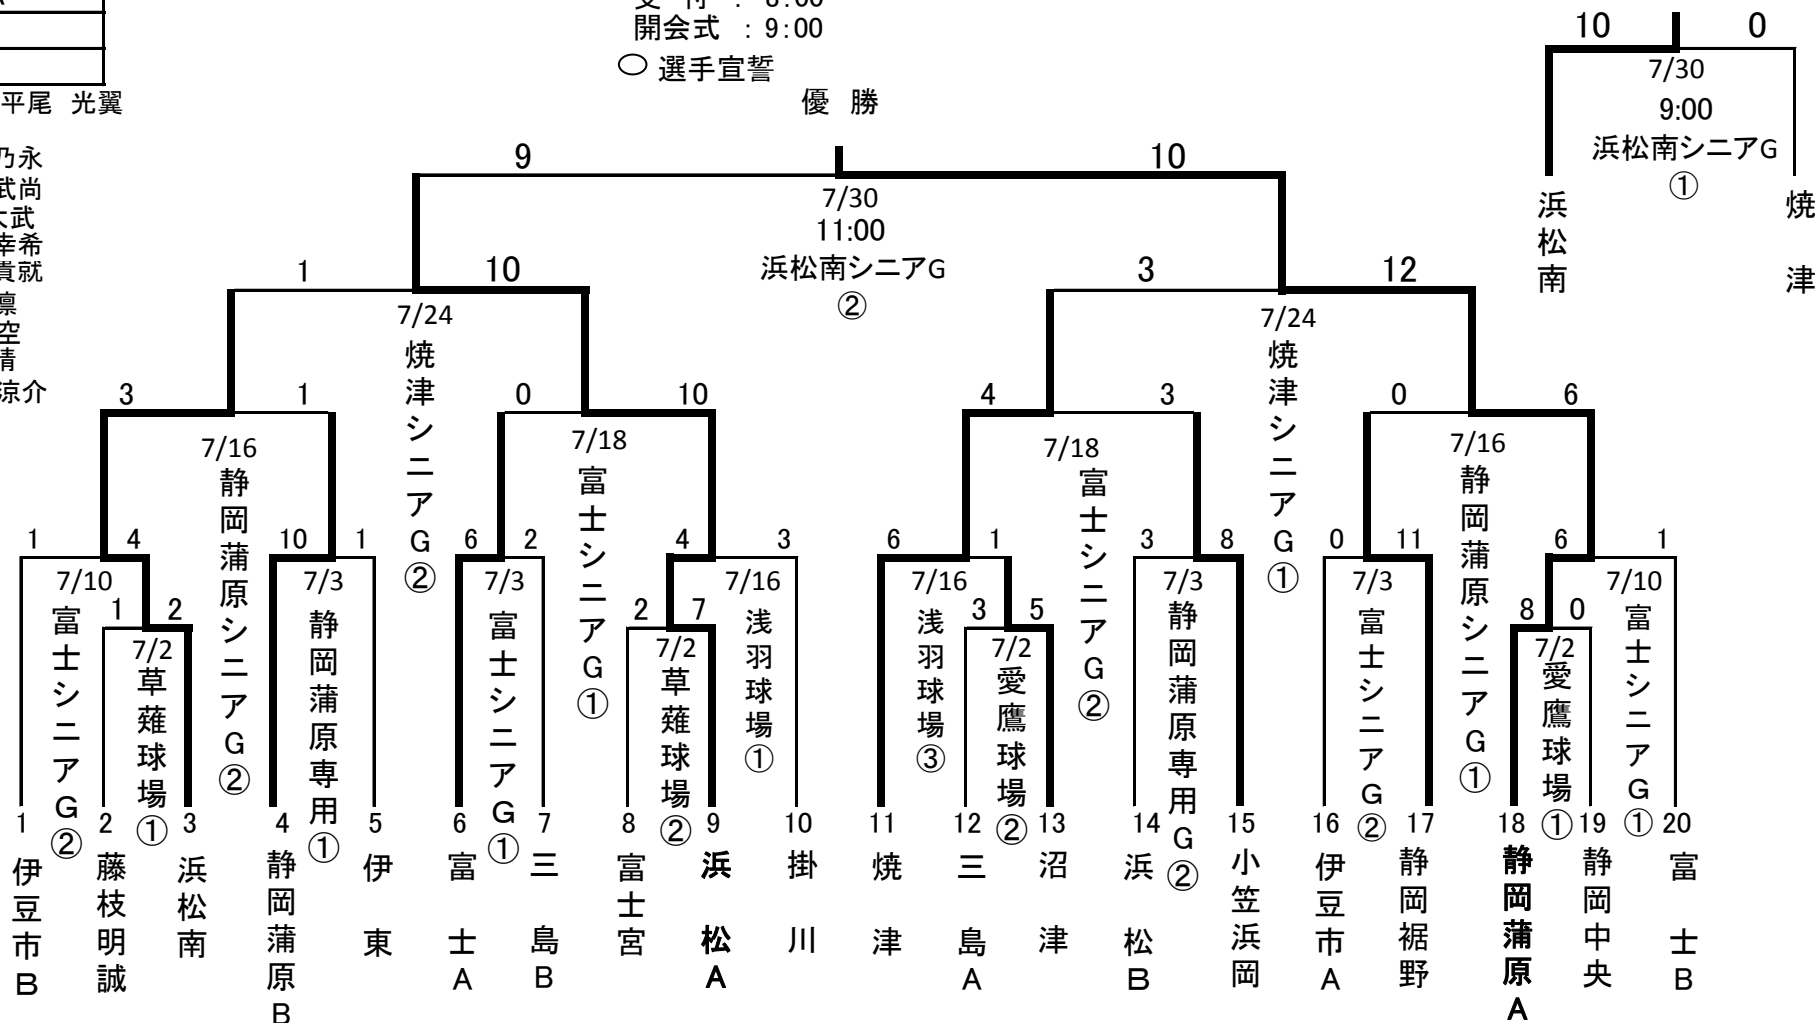 開会式 : 9:00
○ 選手宣誓
平尾 光翼
優 勝
乃永
武尚
大武
幸希
貴就
凛
空
晴
涼介
10 0
7/30
9:00
浜松南シニアG
①
浜松南
焼津
9 10
7/30
11:00
浜松南シニアG
②
1 10
7/24
焼津シニアG②
3 12
7/24
焼津シニアG①
3 1
7/16
静岡蒲原シニアG②
0 10
7/18
富士シニアG①
4 3
7/18
富士シニアG②
0 6
7/16
静岡蒲原シニアG①
1 4
7/10
富士シニアG②
10 1
7/3
静岡蒲原専用①
6 2
7/3
富士シニアG①
4 3
7/16
浅羽球場①
6 1
7/16
浅羽球場③
3 8
7/3
静岡蒲原専用G②
0 11
7/3
富士シニアG②
6 1
7/10
富士シニアG①
1 2
7/2
草薙球場①
2 7
7/2
草薙球場②
3 5
7/2
愛鷹球場②
8 0
7/2
愛鷹球場①
1 2 3 4 5 6 7 8 9 10 11 12 13 14 15 16 17 18 19 20
伊豆市B
藤枝明誠
浜松南
静岡蒲原B
伊東
富士A
三島B
富士宮
浜松A
掛川
焼津
三島A
沼津
浜松B
小笠浜岡
伊豆市A
静岡裾野
静岡蒲原A
静岡中央
富士B